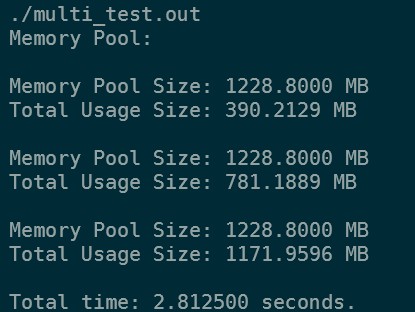 ./multi_test.out
Memory Pool:
Memory Pool Size: 1228.8000 MB
Total Usage Size: 390.2129 MB
Memory Pool Size: 1228.8000 MB
Total Usage Size: 781.1889 MB
Memory Pool Size: 1228.8000 MB
Total Usage Size: 1171.9596 MB
Total time: 2.812500 seconds.